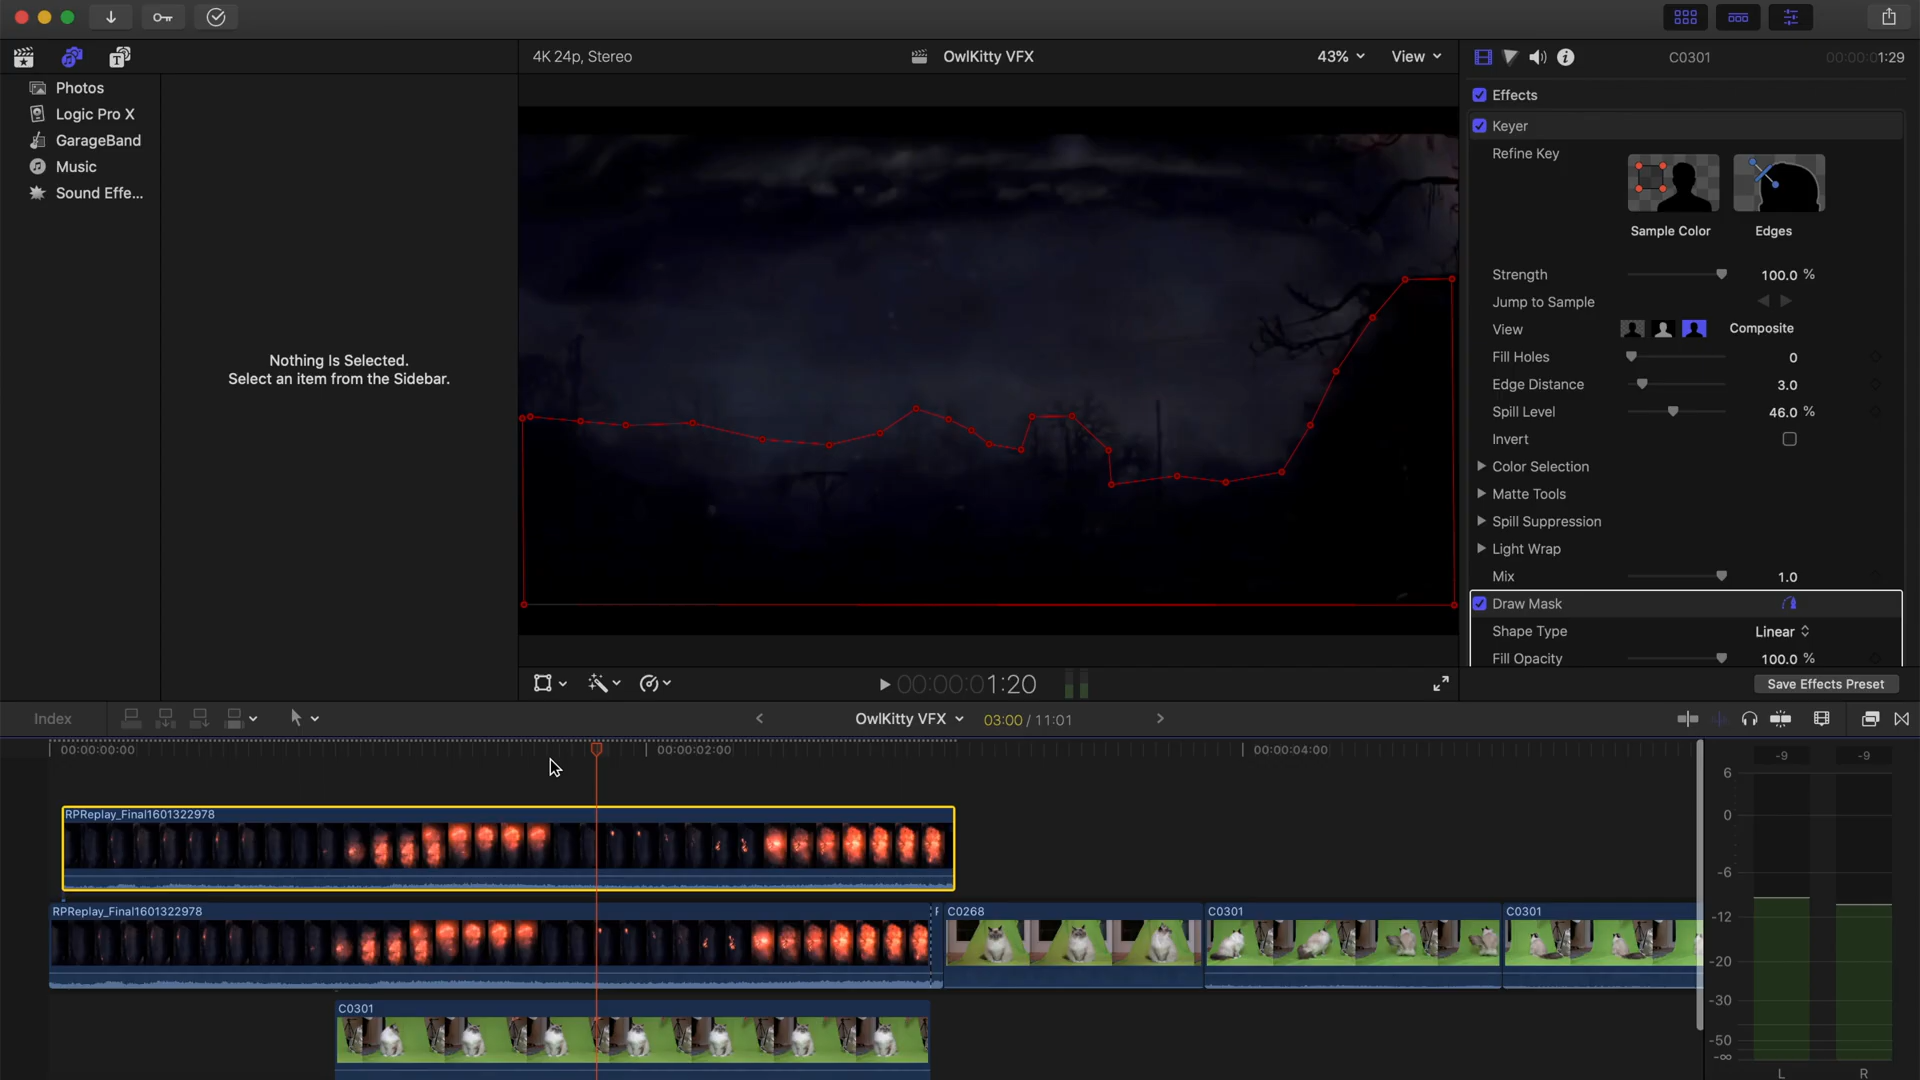 4K 24p, Stereo
OwlKitty VFX
43%
View
C0301
00:00:01:29
Photos
Logic Pro X
GarageBand
Music
Sound Effe...
Nothing Is Selected.
Select an item from the Sidebar.
Effects
Keyer
Refine Key
Sample Color
Edges
Strength
100.0 %
Jump to Sample
View
Composite
Fill Holes
0
Edge Distance
3.0
Spill Level
46.0 %
Invert
Color Selection
Matte Tools
Spill Suppression
Light Wrap
Mix
1.0
Draw Mask
Shape Type
Linear
Fill Opacity
100.0 %
Save Effects Preset
00:00:01:20
Index
OwlKitty VFX
03:00 / 11:01
00:00:00:00
00:00:02:00
00:00:04:00
RPReplay_Final1601322978
RPReplay_Final1601322978
C0268
C0301
C0301
C0301
-9
-9
6
0
-6
-12
-20
-30
-50
-∞
L
R